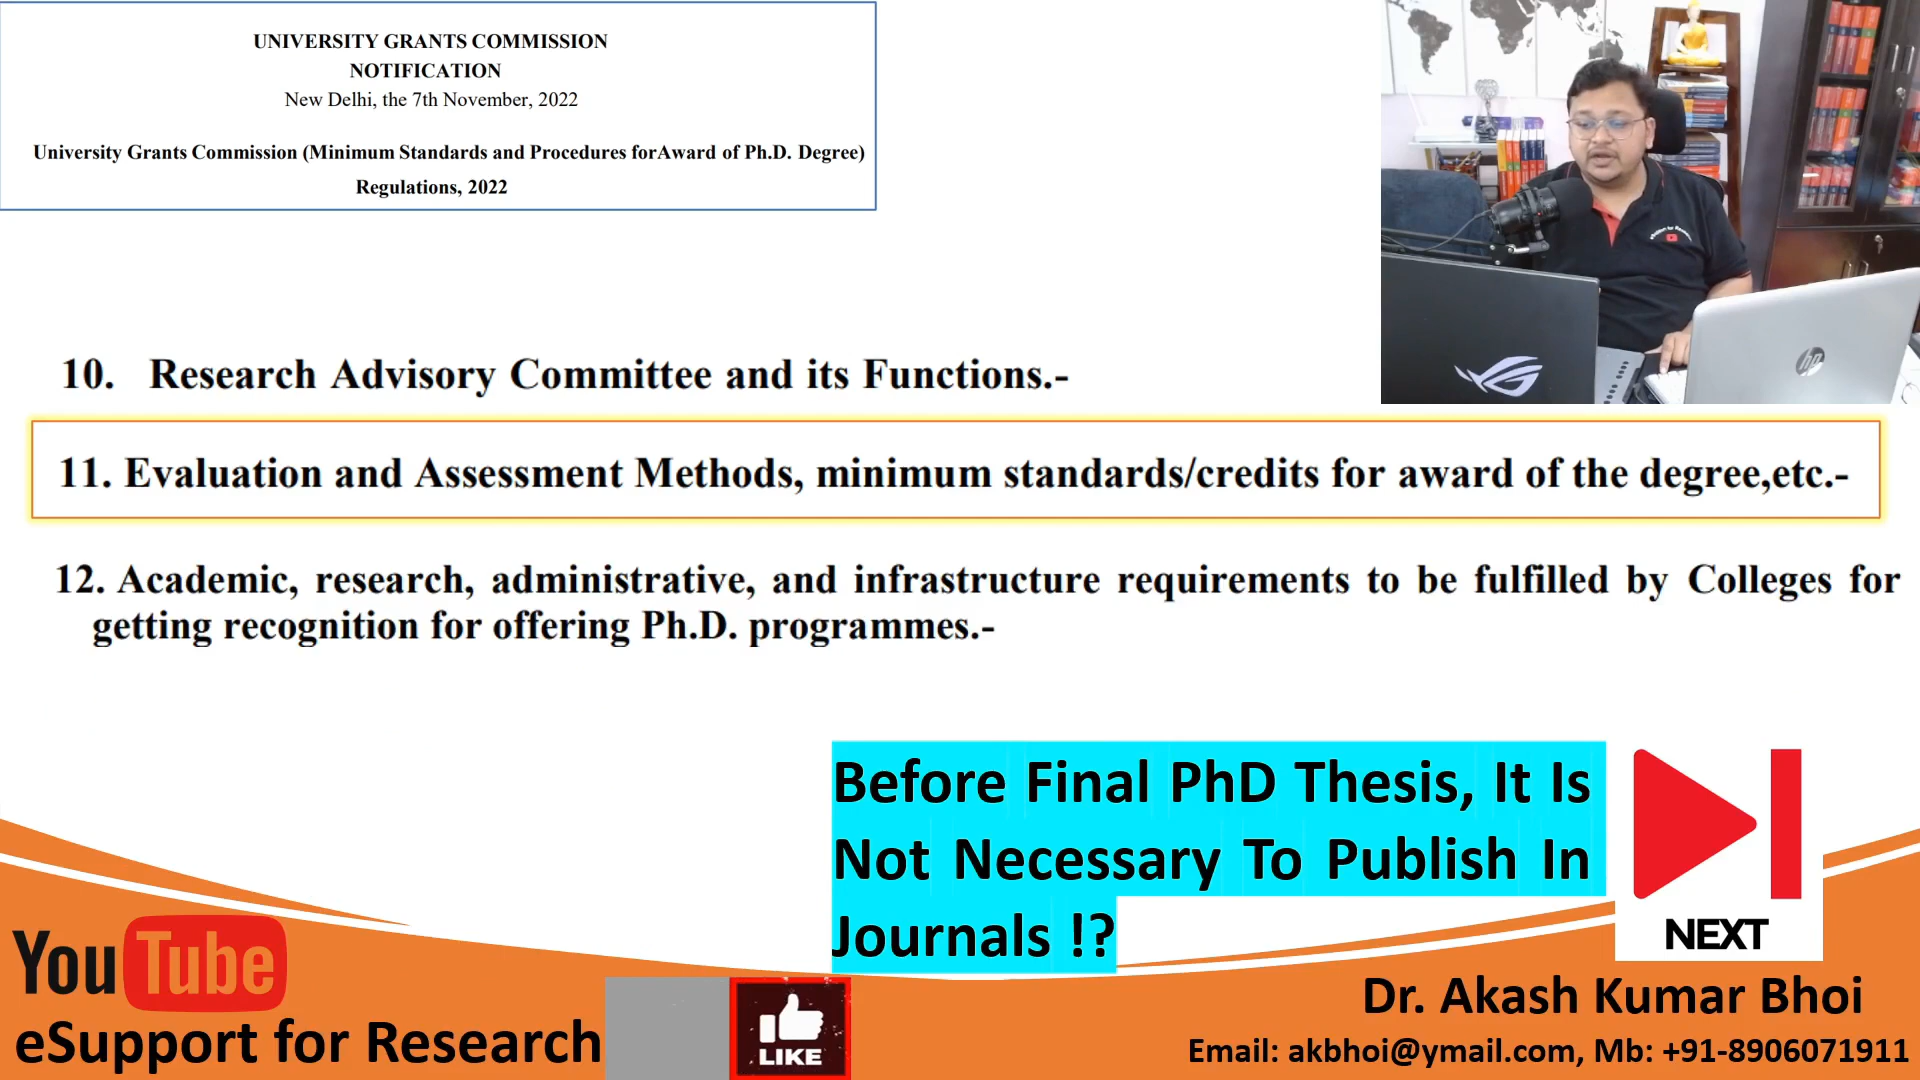 UNIVERSITY GRANTS COMMISSION
NOTIFICATION
New Delhi, the 7th November, 2022
University Grants Commission (Minimum Standards and Procedures forAward of Ph.D. Degree)
Regulations, 2022
10. Research Advisory Committee and its Functions.-
11. Evaluation and Assessment Methods, minimum standards/credits for award of the degree,etc.-
12. Academic, research, administrative, and infrastructure requirements to be fulfilled by Colleges for
getting recognition for offering Ph.D. programmes.-
Before Final PhD Thesis, It Is
Not Necessary To Publish In
Journals !?
NEXT
YouTube
eSupport for Research
LIKE
Dr. Akash Kumar Bhoi
Email: akbhoi@ymail.com, Mb: +91-8906071911
hp